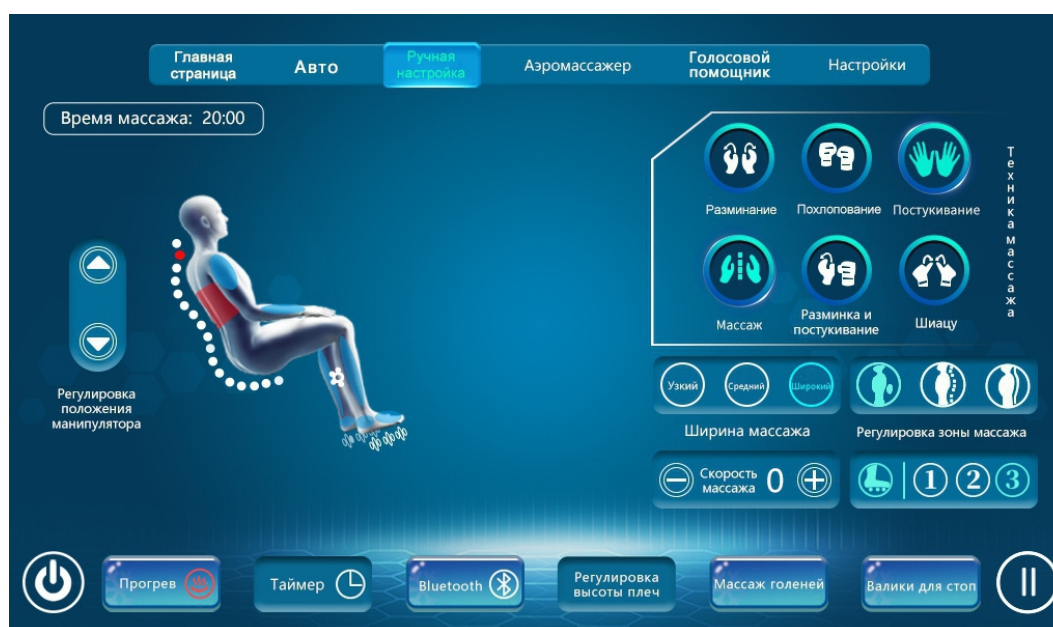 Главная
страница
Авто
Ручная
настройка
Аэромассажер
Голосовой
помощник
Настройки
Время массажа: 20:00
Разминание
Похлопование
Постукивание
Массаж
Разминка и
постукивание
Шиацу
Техника массажа
Регулировка
положения
манипулятора
Узкий
Средний
Широкий
Ширина массажа
Регулировка зоны массажа
Скорость
массажа 0
1 2 3
Прогрев
Таймер
Bluetooth
Регулировка
высоты плеч
Массаж голеней
Валики для стоп